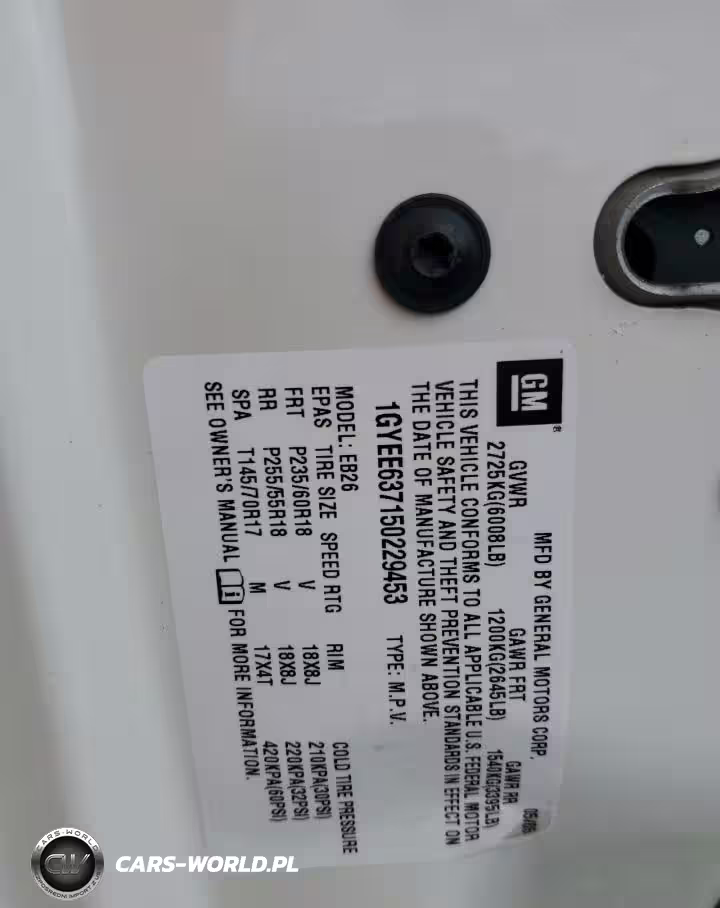 GM®
MFD BY GENERAL MOTORS CORP.
GVWR GAWR FRT GAWR RR
2725KG(6008LB) 1200KG(2645LB) 1540KG(3395LB)
THIS VEHICLE CONFORMS TO ALL APPLICABLE U.S. FEDERAL MOTOR
VEHICLE SAFETY AND THEFT PREVENTION STANDARDS IN EFFECT ON
THE DATE OF MANUFACTURE SHOWN ABOVE.
1GYEE637150229453 TYPE: M.P.V.
MODEL: EB26
EPAS TIRE SIZE SPEED RTG RIM COLD TIRE PRESSURE
FRT P235/60R18 V 18X8J 210KPA(30PSI)
RR P255/55R18 V 18X8J 220KPA(32PSI)
SPA T145/70R17 M 17X4T 420KPA(60PSI)
SEE OWNER'S MANUAL i FOR MORE INFORMATION.
CARS-WORLD
CW
CARS-WORLD.PL